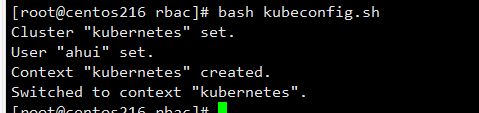 [root@centos216 rbac]# bash kubeconfig.sh
Cluster "kubernetes" set.
User "ahui" set.
Context "kubernetes" created.
Switched to context "kubernetes".
[root@centos216 rbac]#